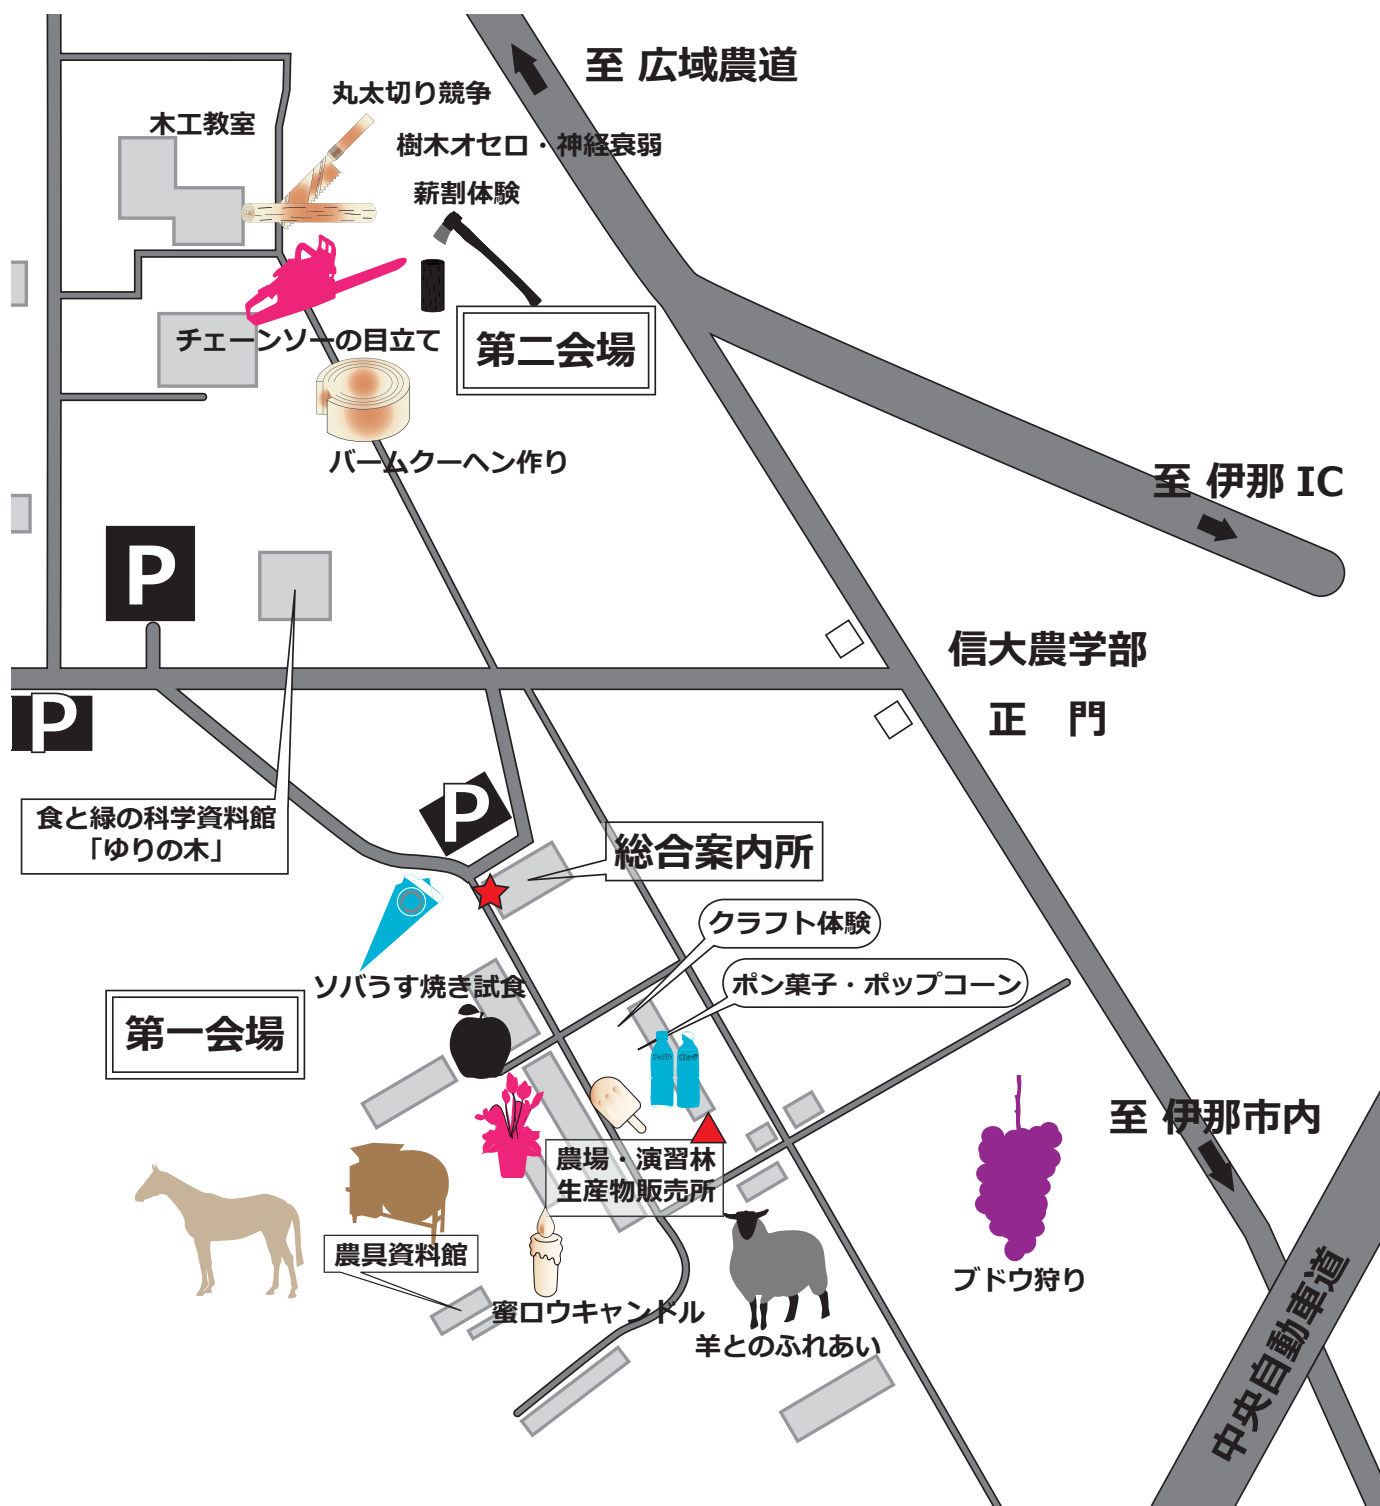 至 広域農道
丸太切り競争
木工教室
樹木オセロ・神経衰弱
薪割体験
チェーンソーの目立て
第二会場
バームクーヘン作り
至 伊那 IC
P
信大農学部
正 門
P
P
食と緑の科学資料館
「ゆりの木」
総合案内所
クラフト体験
ソバうす焼き試食
ポン菓子・ポップコーン
第一会場
至 伊那市内
農場・演習林
生産物販売所
農具資料館
ブドウ狩り
蜜ロウキャンドル
羊とのふれあい
中央自動車道